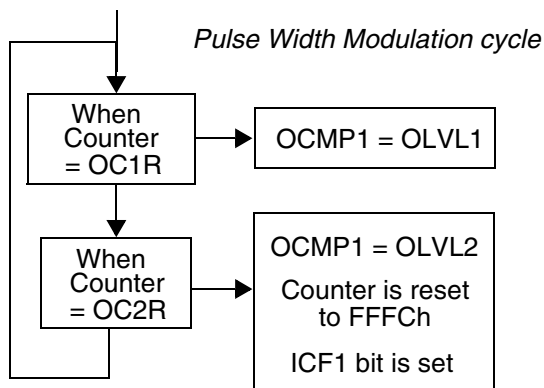 Pulse Width Modulation cycle
When
Counter
= OC1R
OCMP1 = OLVL1
When
Counter
= OC2R
OCMP1 = OLVL2
Counter is reset
to FFFCh
ICF1 bit is set